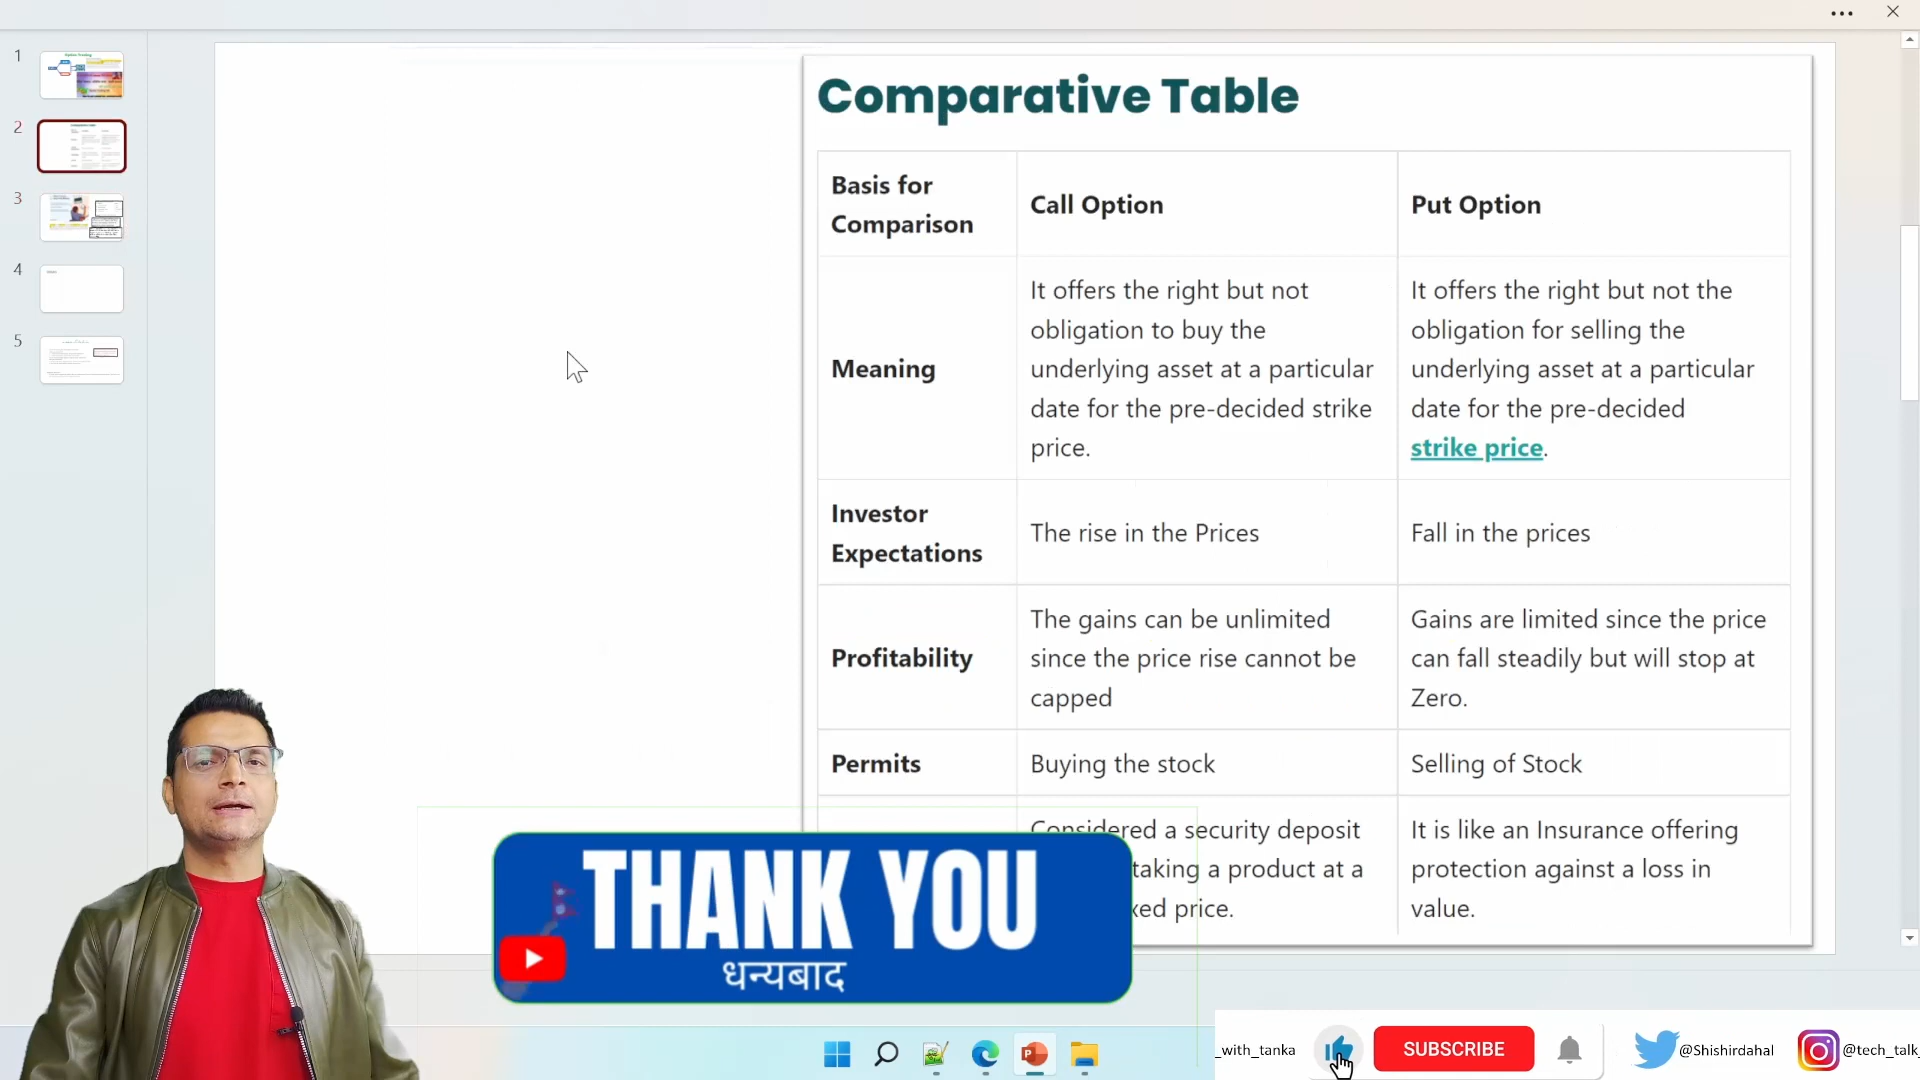 1
2
3
4
5
Comparative Table
Basis for
Comparison
Call Option
Put Option
Meaning
It offers the right but not
obligation to buy the
underlying asset at a particular
date for the pre-decided strike
price.
It offers the right but not the
obligation for selling the
underlying asset at a particular
date for the pre-decided
strike price.
Investor
Expectations
The rise in the Prices
Fall in the prices
Profitability
The gains can be unlimited
since the price rise cannot be
capped
Gains are limited since the price
can fall steadily but will stop at
Zero.
Permits
Buying the stock
Selling of Stock
Considered a security deposit
taking a product at a
xed price.
It is like an Insurance offering
protection against a loss in
value.
THANK YOU
धन्यबाद
_with_tanka
SUBSCRIBE
@Shishirdahal
@tech_talk_